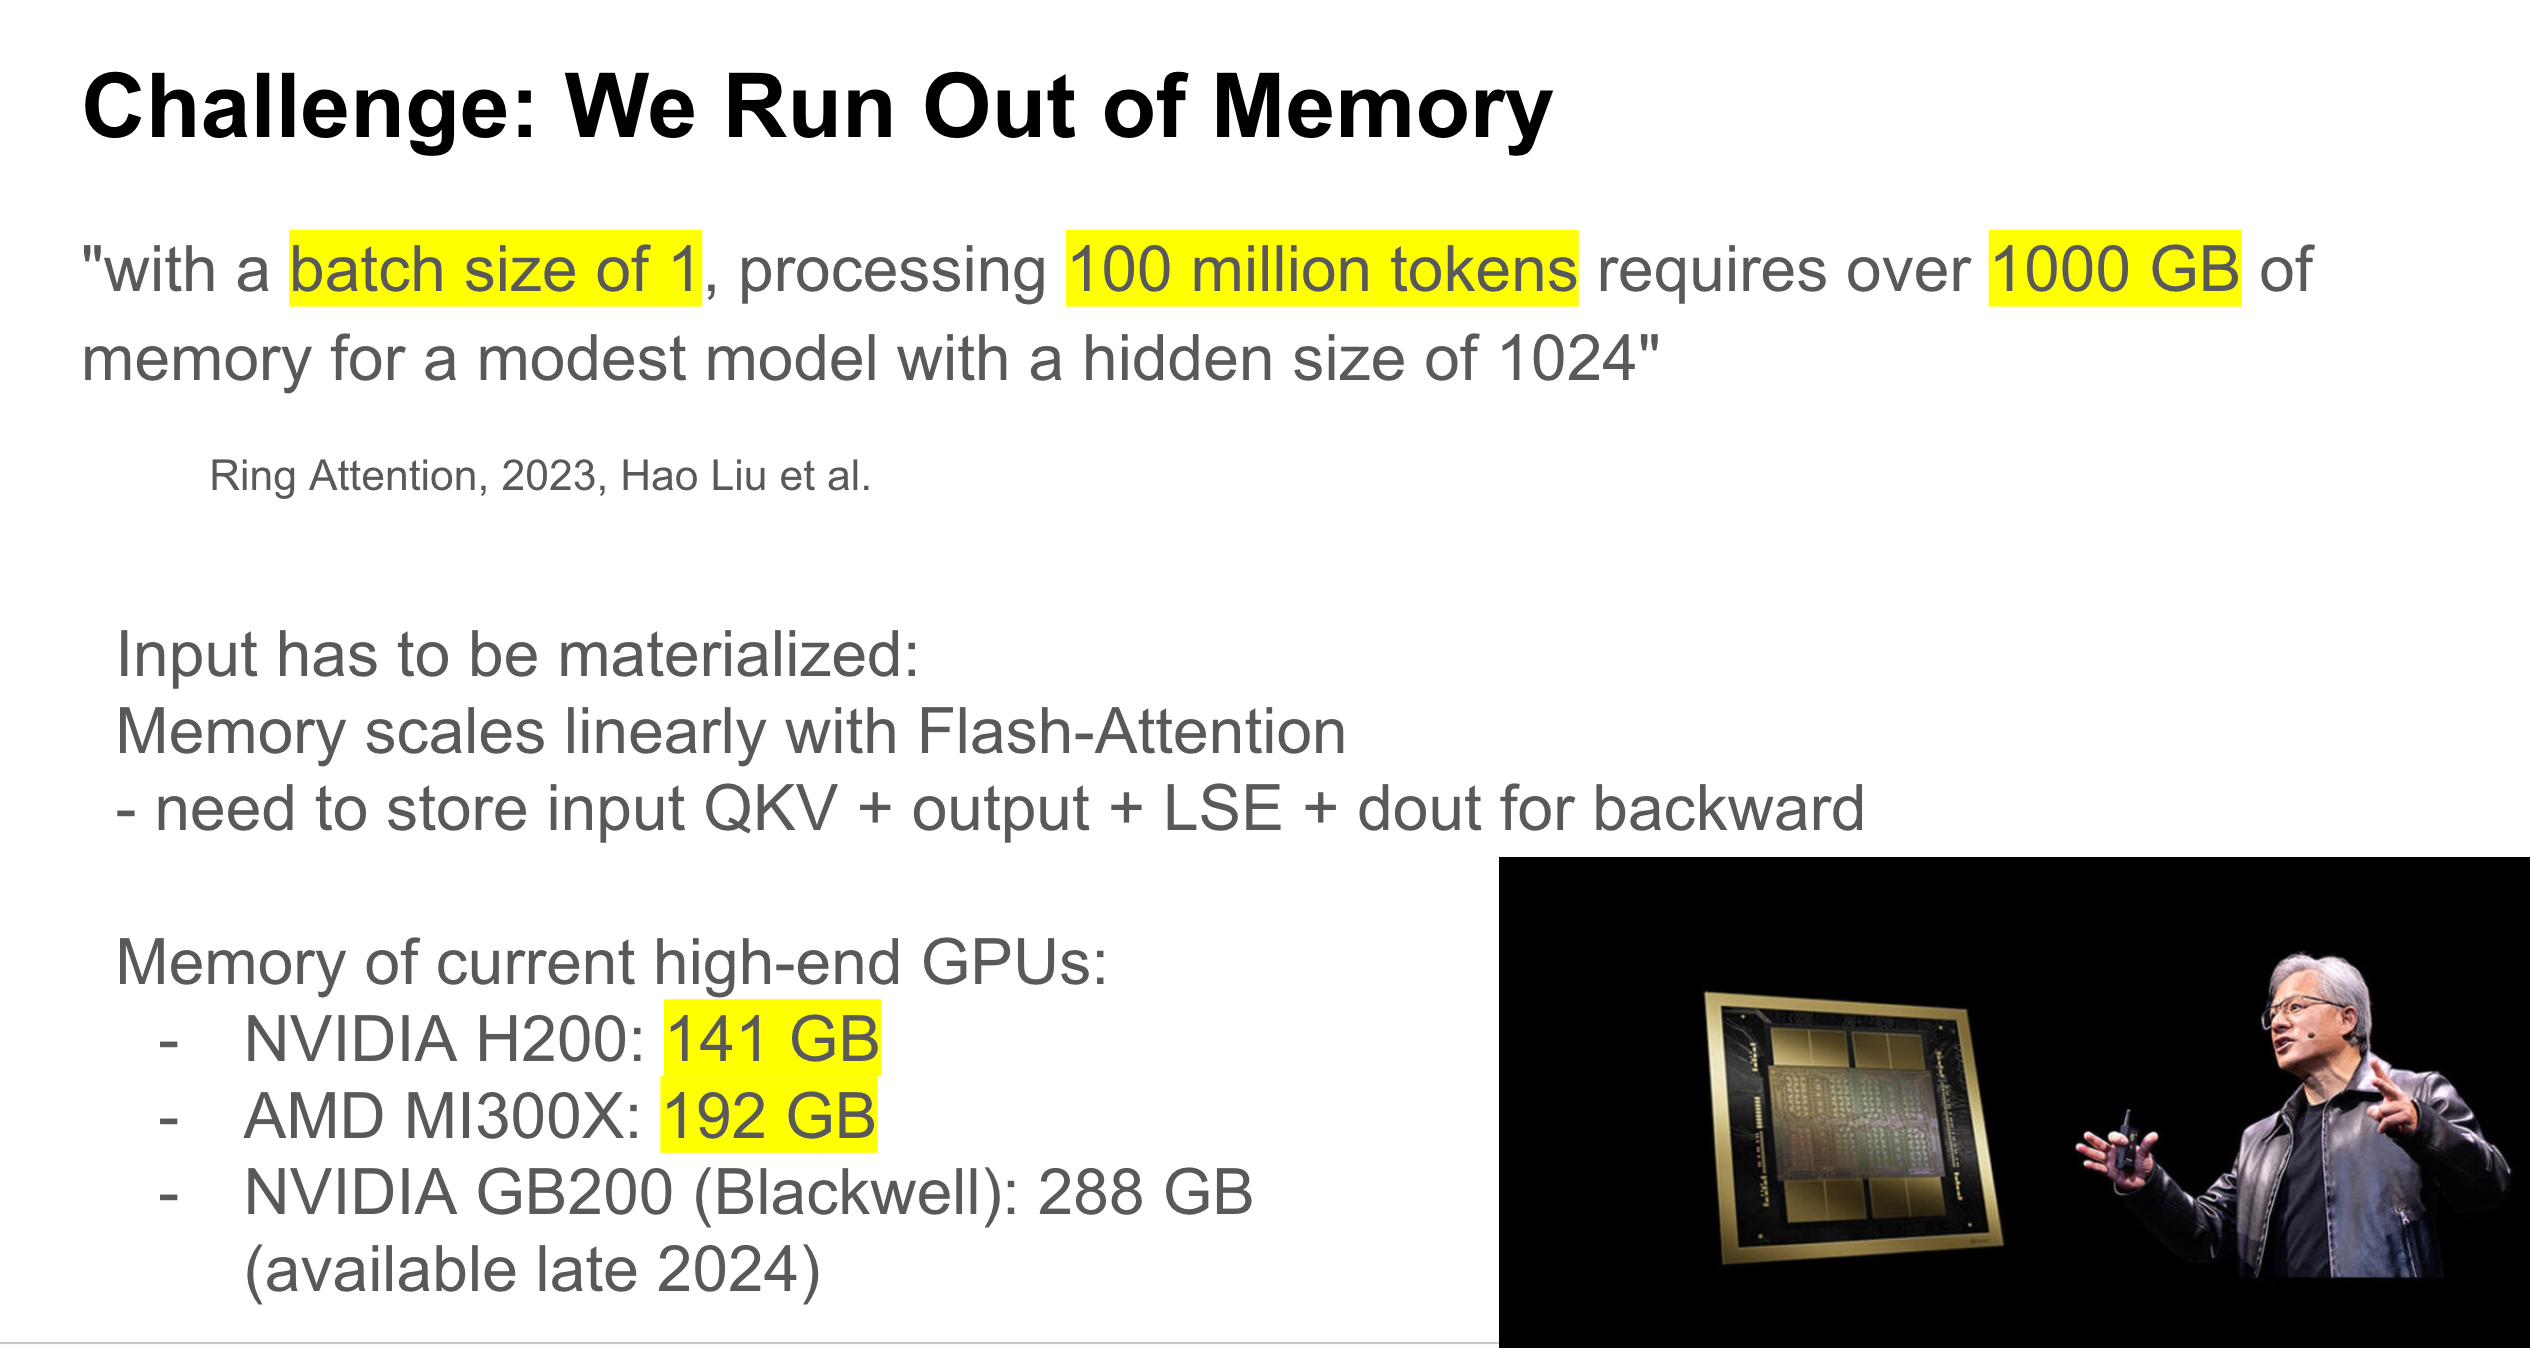 Challenge: We Run Out of Memory
"with a batch size of 1, processing 100 million tokens requires over 1000 GB of
memory for a modest model with a hidden size of 1024"
Ring Attention, 2023, Hao Liu et al.
Input has to be materialized:
Memory scales linearly with Flash-Attention
- need to store input QKV + output + LSE + dout for backward
Memory of current high-end GPUs:
- NVIDIA H200: 141 GB
- AMD MI300X: 192 GB
- NVIDIA GB200 (Blackwell): 288 GB
(available late 2024)